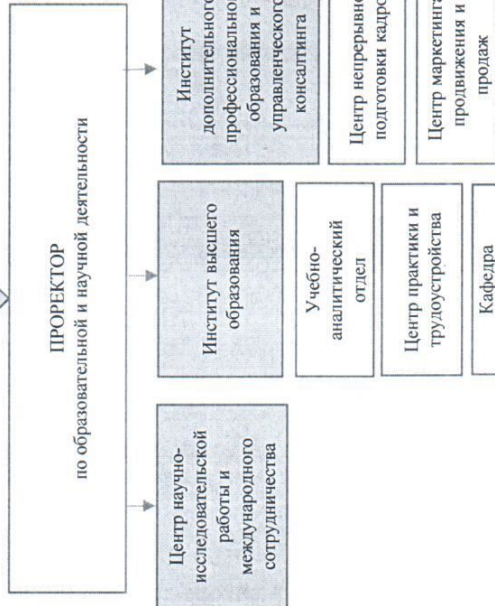 ПРОРЕКТОР
по образовательной и научной деятельности
Центр научно-
исследовательской
работы и
международного
сотрудничества
Институт высшего
образования
Учебно-
аналитический
отдел
Центр практики и
трудоустройства
Кафедра
Институт
дополнительного
профессионально
образования и
управленческого
консалтинга
Центр непрерывно
подготовки кадро
Центр маркетинга
продвижения и
продаж